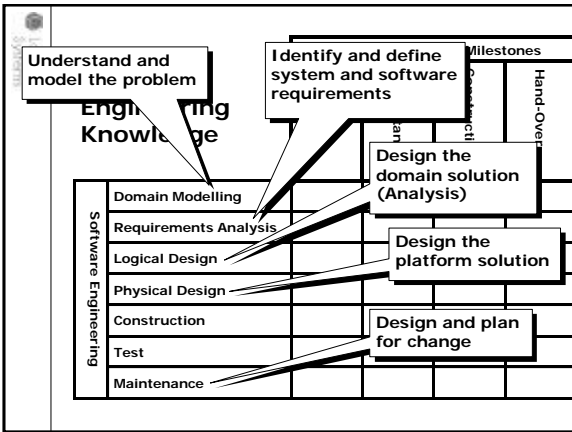 Understand and
model the problem
Identify and define
system and software
requirements
Milestones
Knowledge
Hand-Over
Design the
domain solution
(Analysis)
Design the
platform solution
Design and plan
for change
Software Engineering
Domain Modelling
Requirements Analysis
Logical Design
Physical Design
Construction
Test
Maintenance